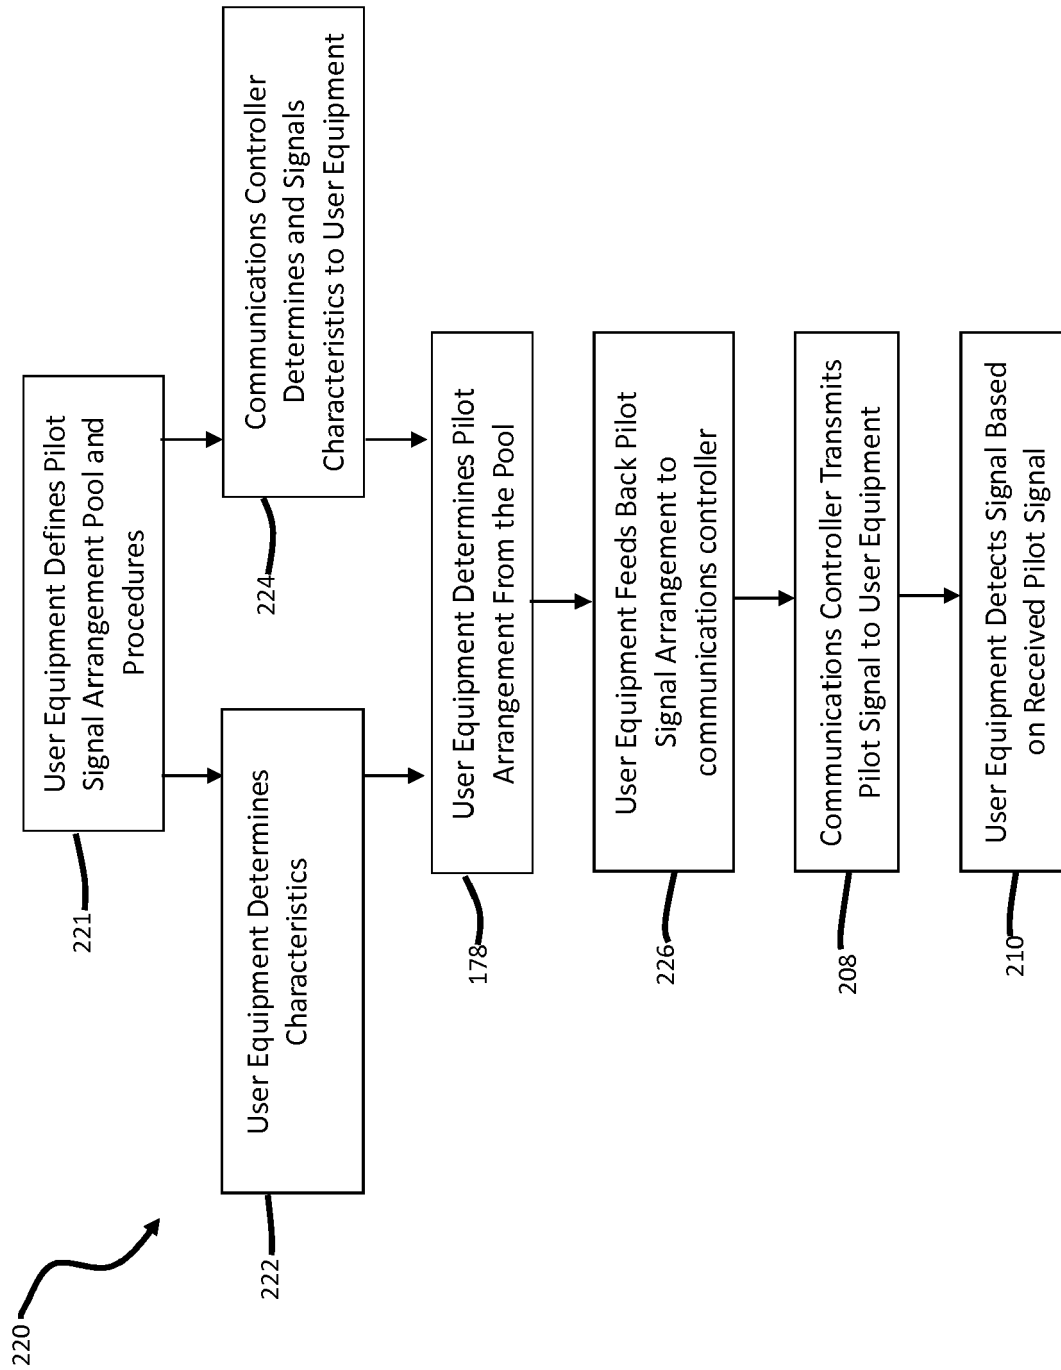 220
221
User Equipment Defines Pilot
Signal Arrangement Pool and
Procedures
222
User Equipment Determines
Characteristics
224
Communications Controller
Determines and Signals
Characteristics to User Equipment
178
User Equipment Determines Pilot
Arrangement From the Pool
226
User Equipment Feeds Back Pilot
Signal Arrangement to
communications controller
208
Communications Controller Transmits
Pilot Signal to User Equipment
210
User Equipment Detects Signal Based
on Received Pilot Signal